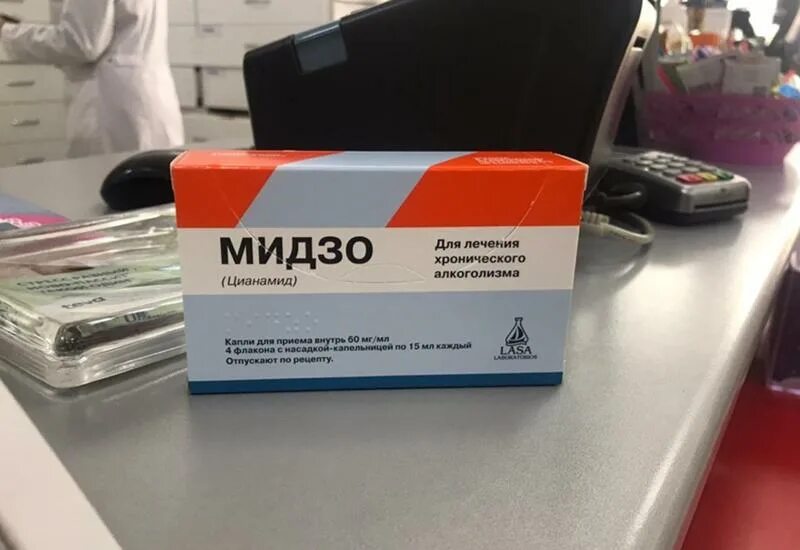 МИДЗО
(Цианамид)
Для лечения
хронического
алкоголизма
Капли для приема внутрь 60 мг/мл
4 флакона с насадкой-капельницей по 15 мл каждый
Отпускают по рецепту.
LASA
LABORATORIOS